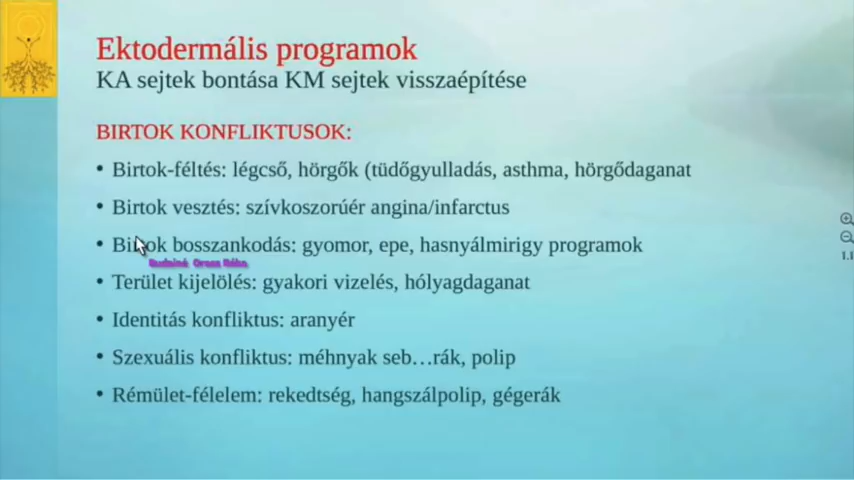 Ektodermális programok
KA sejtek bontása KM sejtek visszaépítése
BIRTOK KONFLIKTUSOK:
• Birtok-féltés: légcső, hörgők (tüdőgyulladás, asthma, hörgődaganat
• Birtok vesztés: szívkoszorúér angina/infarctus
• Birtok bosszankodás: gyomor, epe, hasnyálmirigy programok
• Terület kijelölés: gyakori vizelés, hólyagdaganat
• Identitás konfliktus: aranyér
• Szexuális konfliktus: méhnyak seb…rák, polip
• Rémület-félelem: rekedtség, hangszálpolip, gégerák